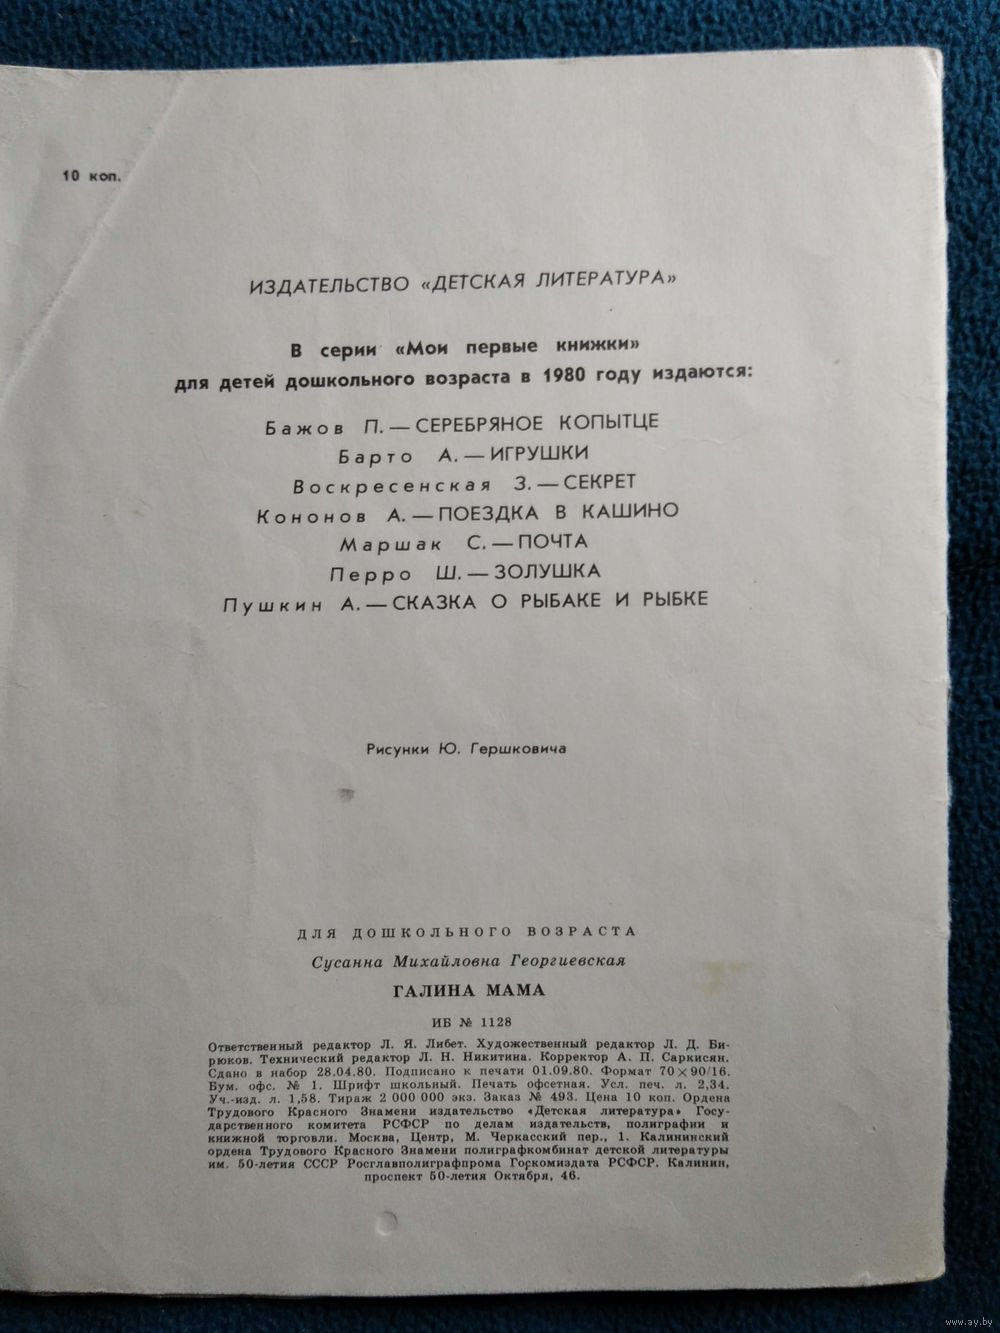 10 коп.
ИЗДАТЕЛЬСТВО «ДЕТСКАЯ ЛИТЕРАТУРА»
В серии «Мои первые книжки»
для детей дошкольного возраста в 1980 году издаются:
Бажов П. — СЕРЕБРЯНОЕ КОПЫТЦЕ
Барто А. — ИГРУШКИ
Воскресенская З. — СЕКРЕТ
Кононов А. — ПОЕЗДКА В КАШИНО
Маршак С. — ПОЧТА
Перро Ш. — ЗОЛУШКА
Пушкин А. — СКАЗКА О РЫБАКЕ И РЫБКЕ
Рисунки Ю. Гершковича
ДЛЯ ДОШКОЛЬНОГО ВОЗРАСТА
Сусанна Михайловна Георгиевская
ГАЛИНА МАМА
ИБ № 1128
Ответственный редактор Л. Я. Либет. Художественный редактор Л. Д. Би-
рюков. Технический редактор Л. Н. Никитина. Корректор А. П. Саркисян.
Сдано в набор 28.04.80. Подписано к печати 01.09.80. Формат 70×90/16.
Бум. офс. № 1. Шрифт школьный. Печать офсетная. Усл. печ. л. 2,34.
Уч.-изд. л. 1,58. Тираж 2 000 000 экз. Заказ № 493. Цена 10 коп. Ордена
Трудового Красного Знамени издательство «Детская литература» Госу-
дарственного комитета РСФСР по делам издательств, полиграфии и
книжной торговли. Москва, Центр, М. Черкасский пер., 1. Калининский
ордена Трудового Красного Знамени полиграфкомбинат детской литературы
им. 50-летия СССР Росглавполиграфпрома Горкомиздата РСФСР. Калинин,
проспект 50-летия Октября, 46.
www.ay.by